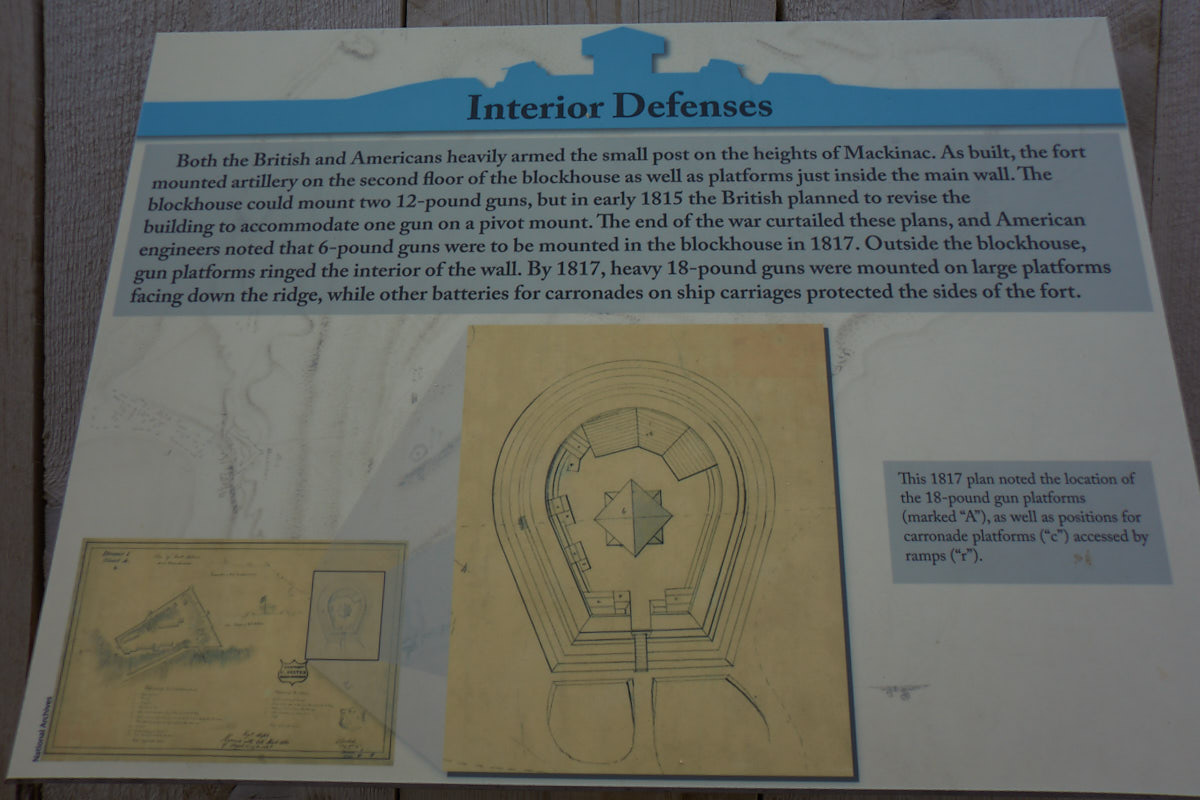 Interior Defenses
Both the British and Americans heavily armed the small post on the heights of Mackinac. As built, the fort
mounted artillery on the second floor of the blockhouse as well as platforms just inside the main wall. The
blockhouse could mount two 12-pound guns, but in early 1815 the British planned to revise the
building to accommodate one gun on a pivot mount. The end of the war curtailed these plans, and American
engineers noted that 6-pound guns were to be mounted in the blockhouse in 1817. Outside the blockhouse,
gun platforms ringed the interior of the wall. By 1817, heavy 18-pound guns were mounted on large platforms
facing down the ridge, while other batteries for carronades on ship carriages protected the sides of the fort.
This 1817 plan noted the location of
the 18-pound gun platforms
(marked “A”), as well as positions for
carronade platforms (“c”) accessed by
ramps (“r”).
National Archives